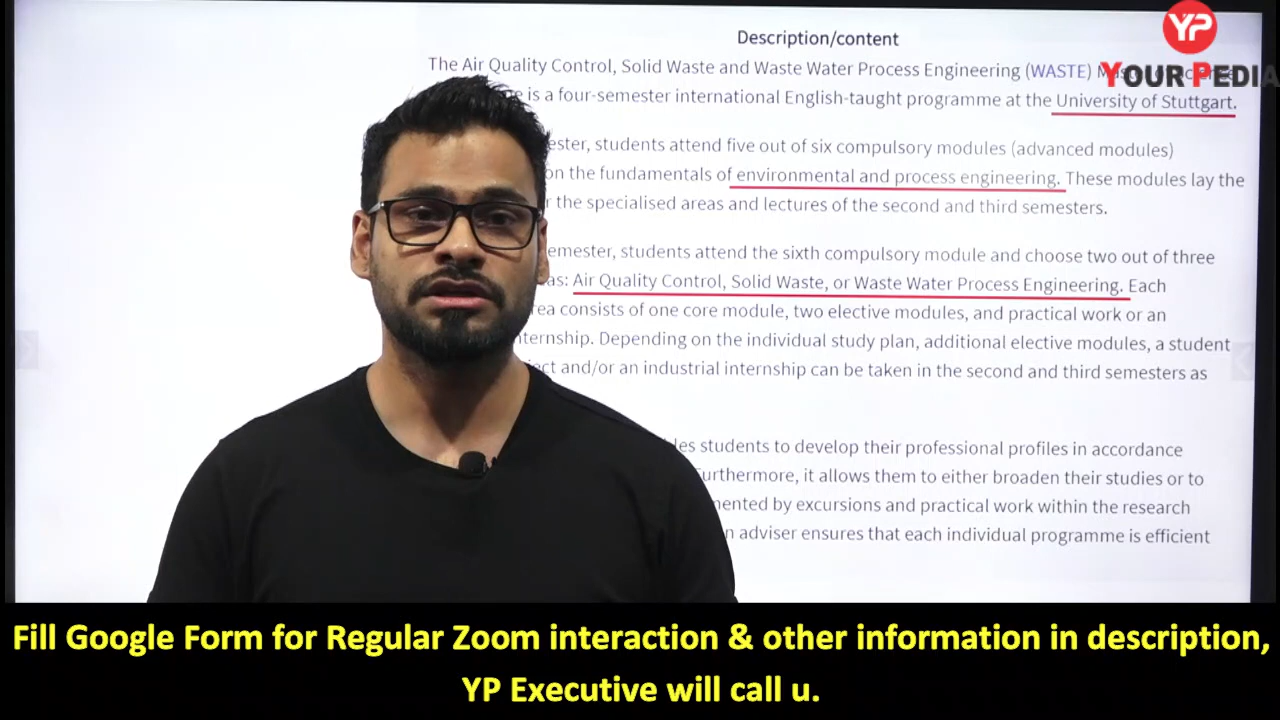 Description/content
YP
YOUR PEDIA
The Air Quality Control, Solid Waste and Waste Water Process Engineering (WASTE)
is a four-semester international English-taught programme at the University of Stuttgart.
students attend five out of six compulsory modules (advanced modules)
on the fundamentals of environmental and process engineering. These modules lay the
the specialised areas and lectures of the second and third semesters.
students attend the sixth compulsory module and choose two out of three
Air Quality Control, Solid Waste, or Waste Water Process Engineering. Each
consists of one core module, two elective modules, and practical work or an
internship. Depending on the individual study plan, additional elective modules, a student
and/or an industrial internship can be taken in the second and third semesters as
students to develop their professional profiles in accordance
Furthermore, it allows them to either broaden their studies or to
by excursions and practical work within the research
adviser ensures that each individual programme is efficient
Fill Google Form for Regular Zoom interaction & other information in description,
YP Executive will call u.